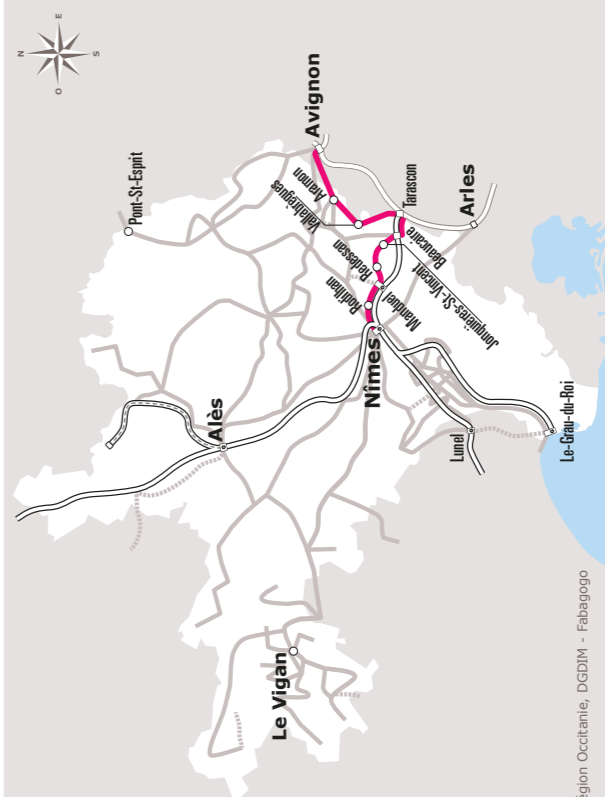 N
O
E
S
Pont-St-Esprit
Avignon
Aramon
Vallabrègues
Tarascon
Arles
Beaucaire
Jonquières-St.-Vincent
Redessan
Manduel
Rodilhan
Nîmes
Alès
Lunel
Le-Grau-du-Roi
Le Vigan
égion Occitanie, DGDIM - Fabagogo